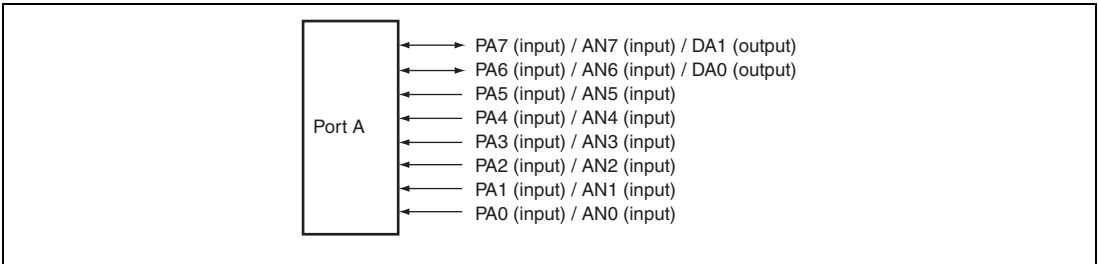 PA7 (input) / AN7 (input) / DA1 (output)
PA6 (input) / AN6 (input) / DA0 (output)
PA5 (input) / AN5 (input)
PA4 (input) / AN4 (input)
Port A
PA3 (input) / AN3 (input)
PA2 (input) / AN2 (input)
PA1 (input) / AN1 (input)
PA0 (input) / AN0 (input)